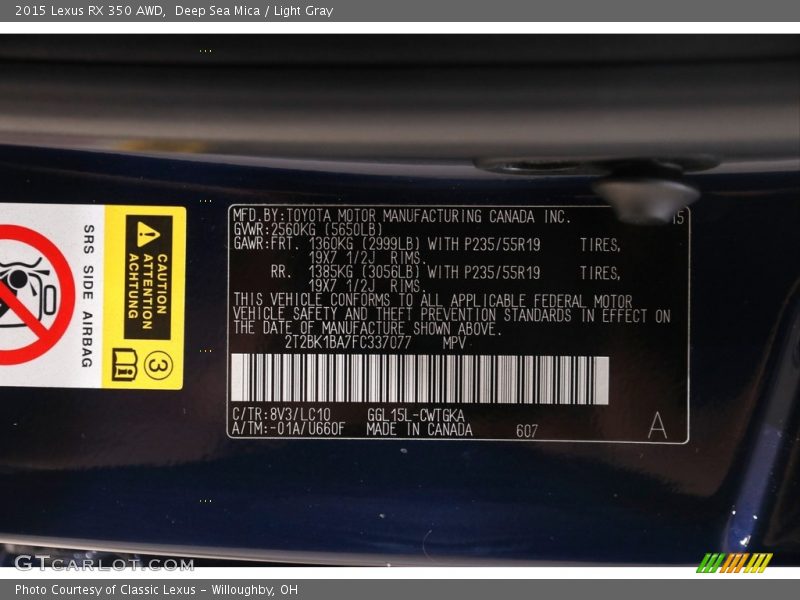 2015 Lexus RX 350 AWD, Deep Sea Mica / Light Gray
MFD.BY:TOYOTA MOTOR MANUFACTURING CANADA INC. 15
GVWR:2560KG (5650LB)
GAWR:FRT. 1360KG (2999LB) WITH P235/55R19 TIRES,
19X7 1/2J RIMS.
RR. 1385KG (3056LB) WITH P235/55R19 TIRES,
19X7 1/2J RIMS.
THIS VEHICLE CONFORMS TO ALL APPLICABLE FEDERAL MOTOR
VEHICLE SAFETY AND THEFT PREVENTION STANDARDS IN EFFECT ON
THE DATE OF MANUFACTURE SHOWN ABOVE.
2T2BK1BA7FC337077 MPV
C/TR:8V3/LC10 GGL15L-CWTGKA
A/TM:-01A/U660F MADE IN CANADA 607 A
CAUTION
ATTENTION
ACHTUNG
3
SRS SIDE AIRBAG
GTCARLOT.COM
Photo Courtesy of Classic Lexus - Willoughby, OH